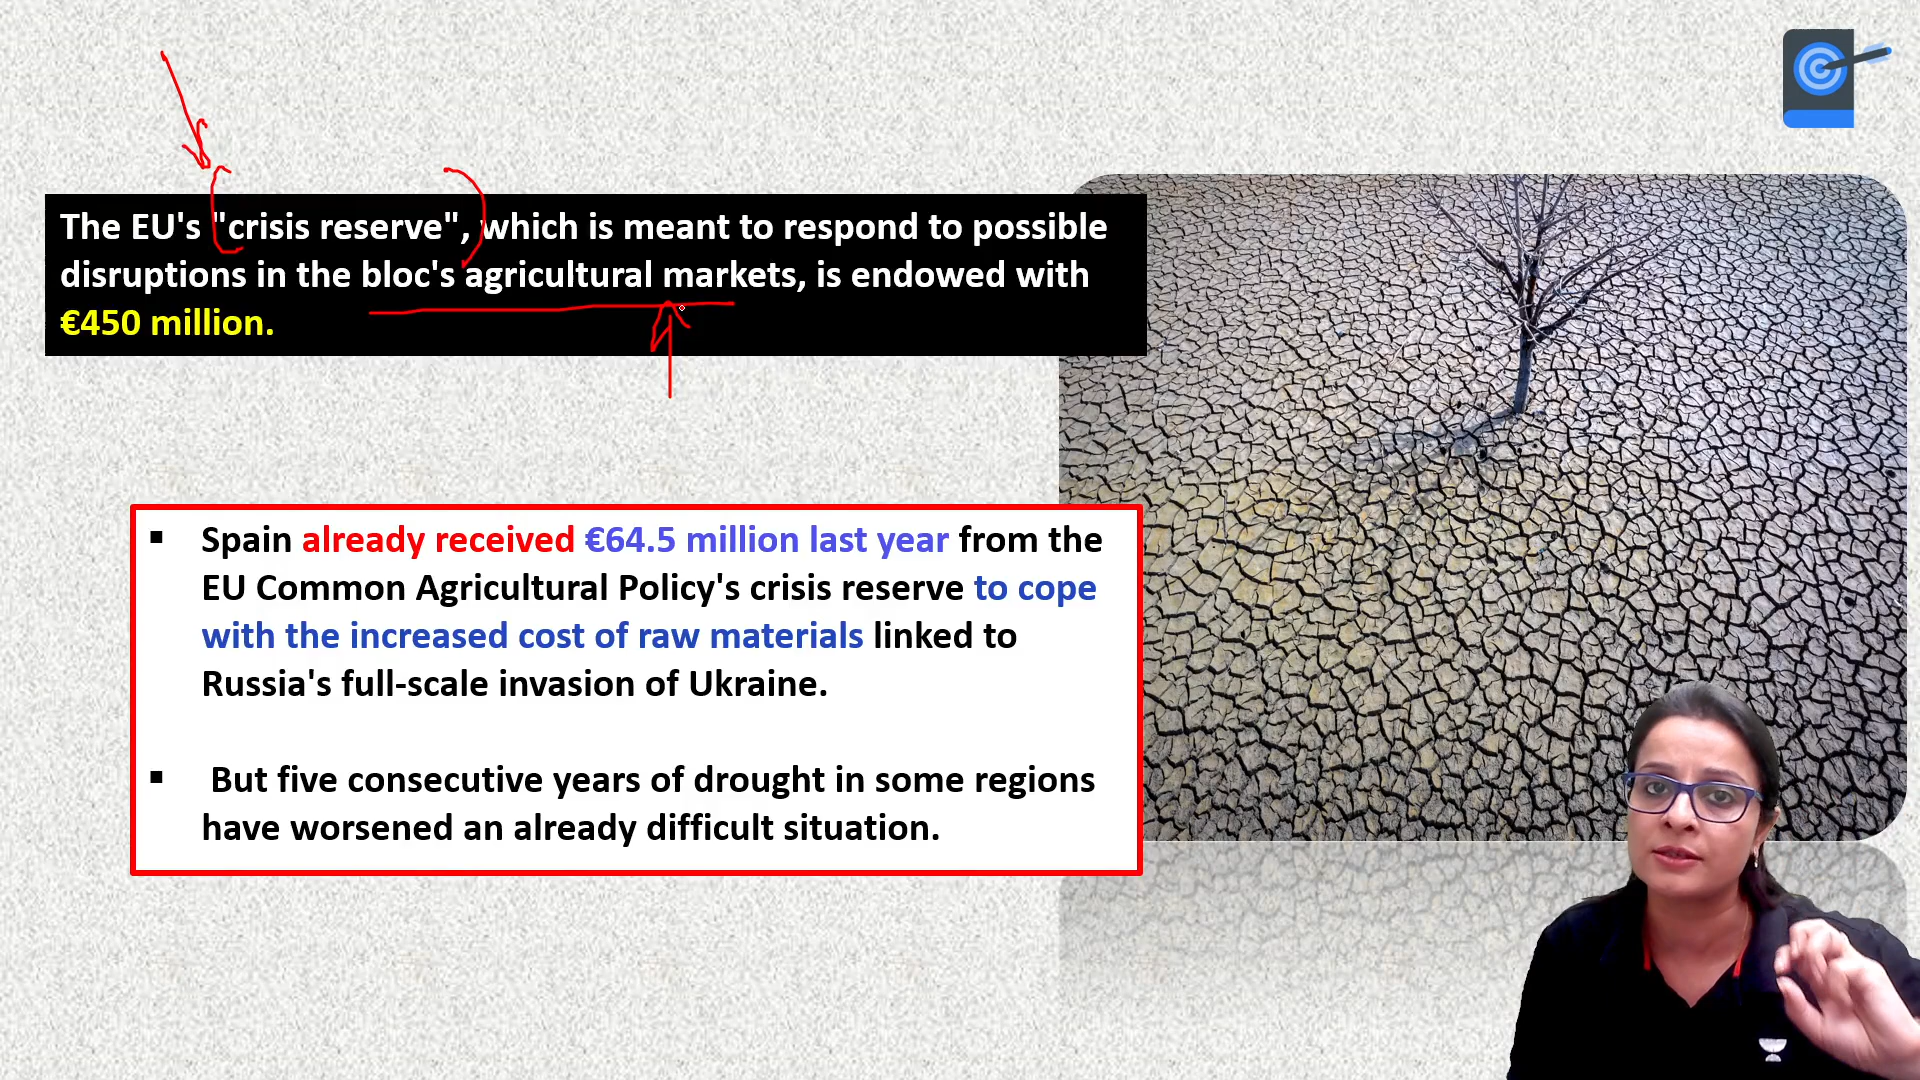 The EU's "crisis reserve", which is meant to respond to possible
disruptions in the bloc's agricultural markets, is endowed with
€450 million.
▪ Spain already received €64.5 million last year from the
EU Common Agricultural Policy's crisis reserve to cope
with the increased cost of raw materials linked to
Russia's full-scale invasion of Ukraine.
▪ But five consecutive years of drought in some regions
have worsened an already difficult situation.